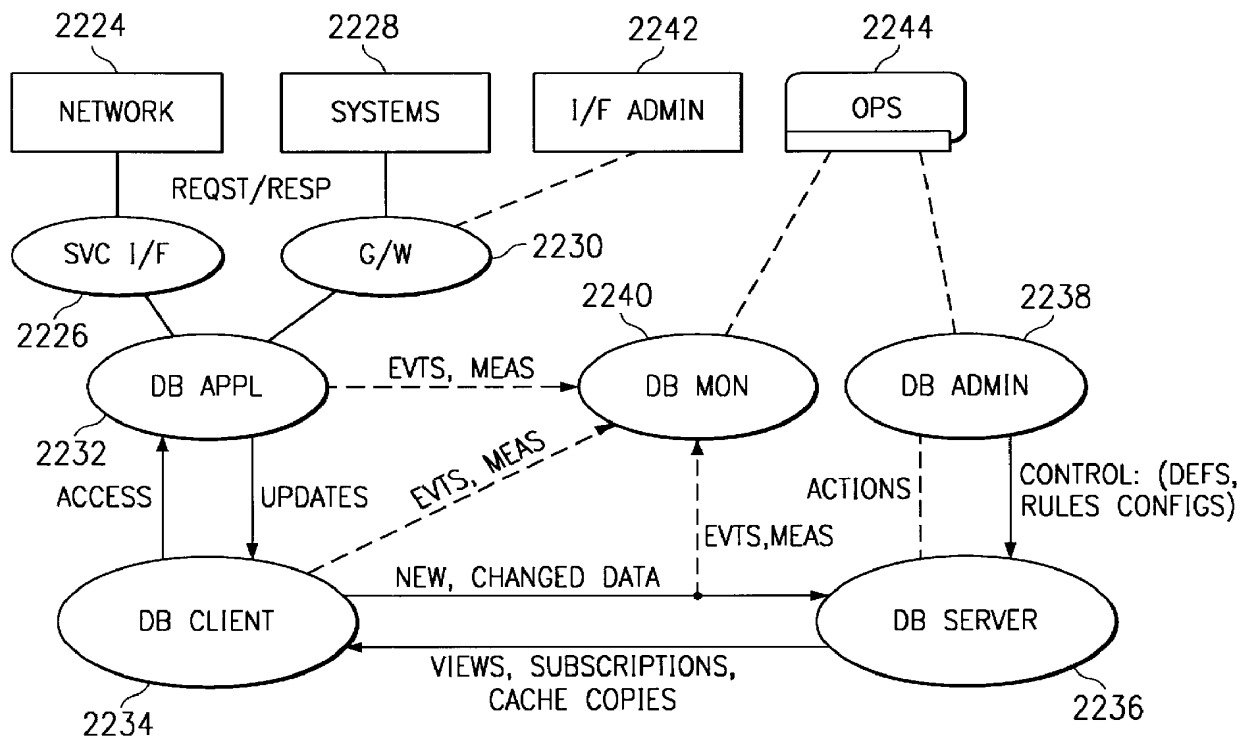 2224
2228
2242
2244
NETWORK
SYSTEMS
I/F ADMIN
OPS
REQST/RESP
SVC I/F
G/W
2230
2226
2240
2238
DB APPL
EVTS, MEAS
DB MON
DB ADMIN
2232
ACCESS
UPDATES
EVTS, MEAS
ACTIONS
CONTROL: (DEFS,
RULES CONFIGS)
EVTS,MEAS
NEW, CHANGED DATA
DB CLIENT
DB SERVER
VIEWS, SUBSCRIPTIONS,
CACHE COPIES
2234
2236